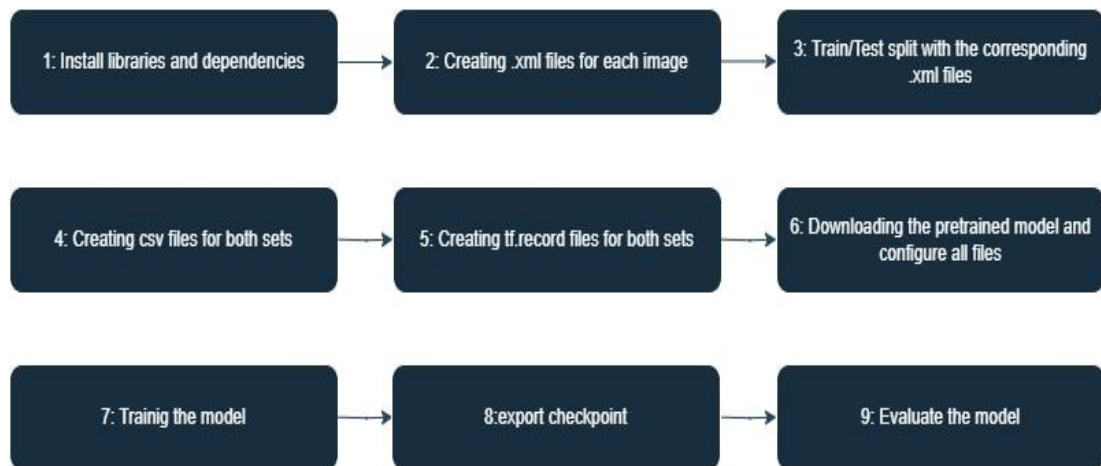 1: Install libraries and dependencies
2: Creating .xml files for each image
3: Train/Test split with the corresponding
.xml files
4: Creating csv files for both sets
5: Creating tf.record files for both sets
6: Downloading the pretrained model and
configure all files
7: Trainig the model
8:export checkpoint
9: Evaluate the model